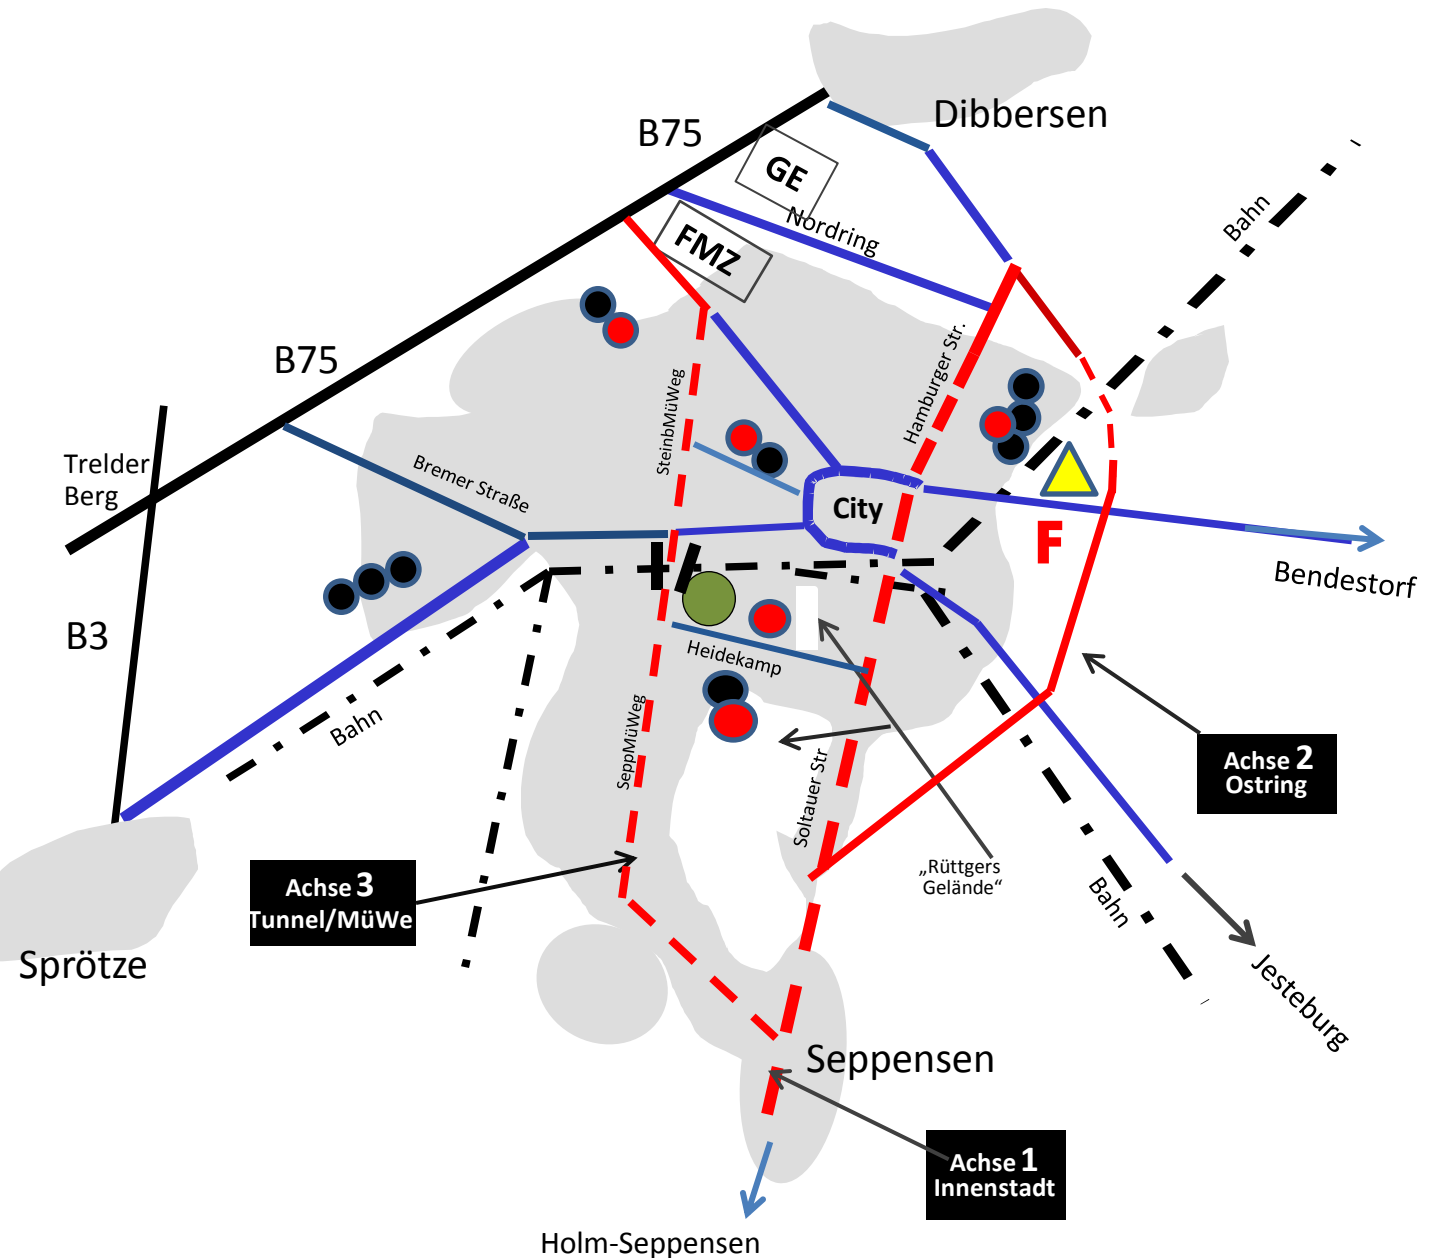 Dibbersen
B75
GE
Nordring
Bahn
FMZ
B75
Hamburger Str.
SteinbMüWeg
Trelder
Berg
Bremer Straße
City
F
Bendestorf
B3
Heidekamp
Bahn
SeppMüWeg
Soltauer Str
Achse 2
Ostring
„Rüttgers
Gelände“
Achse 3
Tunnel/MüWe
Bahn
Sprötze
Jesteburg
Seppensen
Achse 1
Innenstadt
Holm-Seppensen